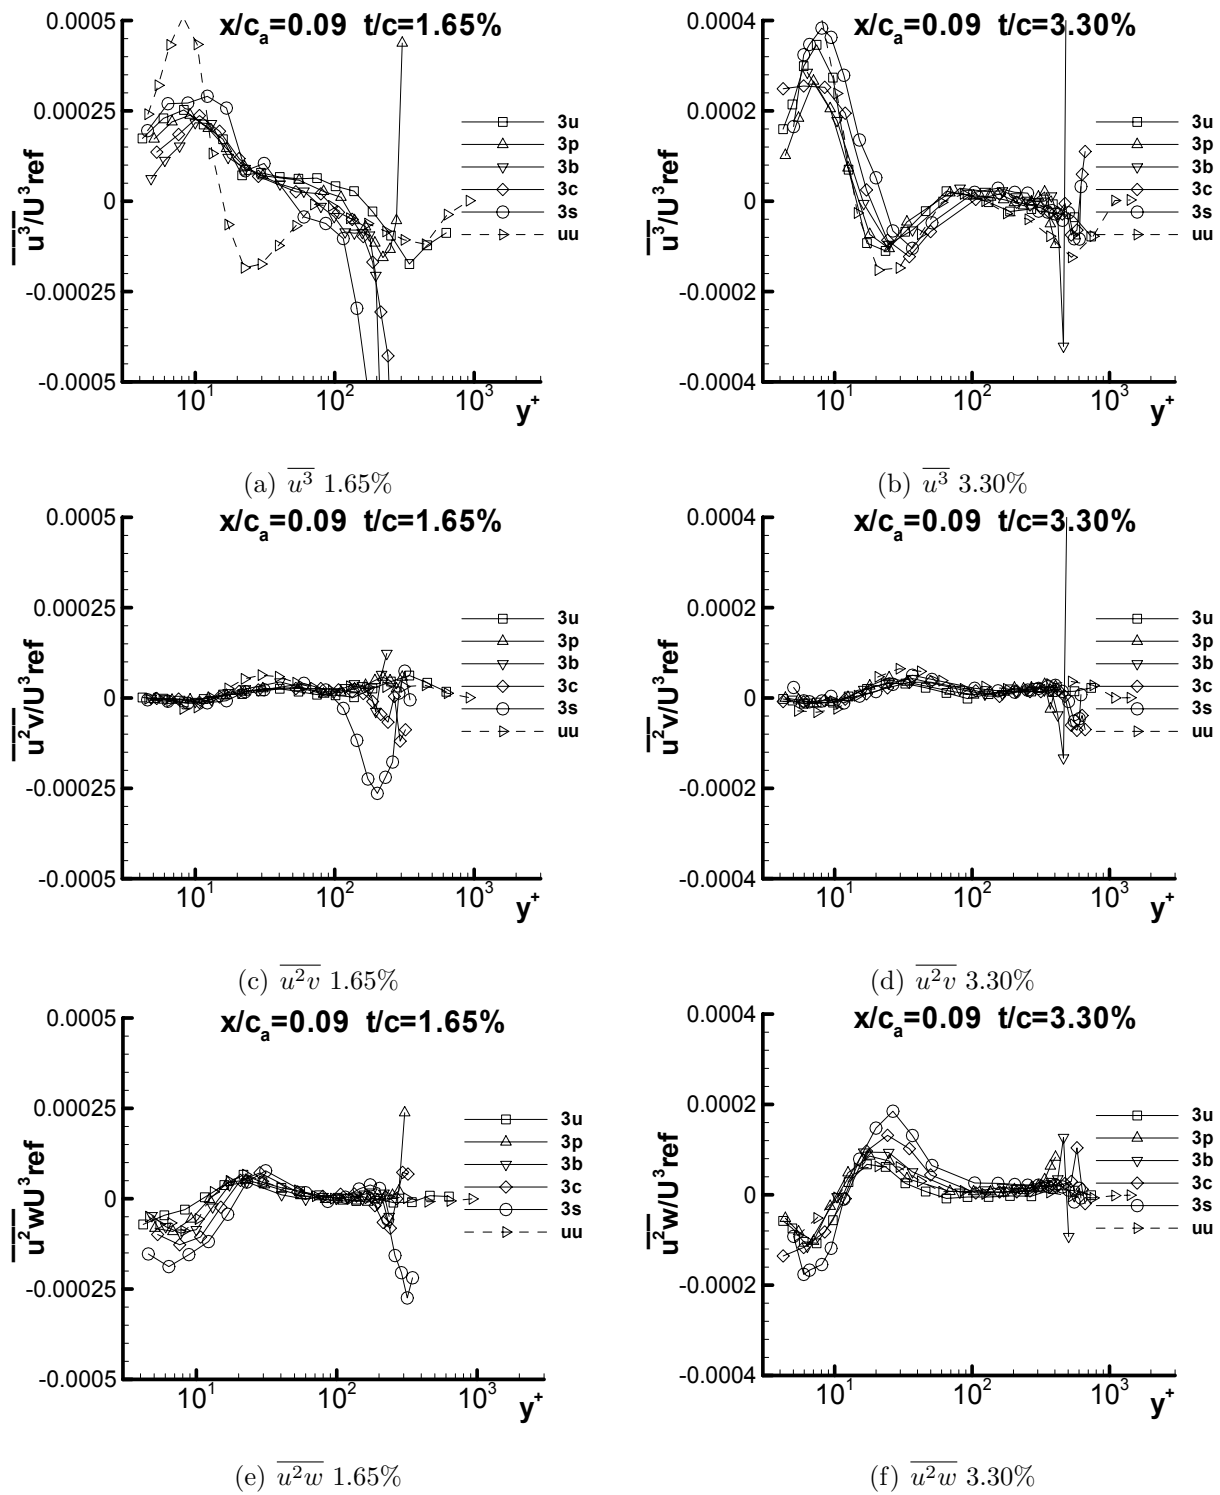 x/cₐ=0.09 t/c=1.65%
0.0005
0.00025
0
-0.00025
-0.0005
u³/U³ref
10¹ 10² 10³
y⁺
3u
3p
3b
3c
3s
uu
(a) u³ 1.65%
x/cₐ=0.09 t/c=3.30%
0.0004
0.0002
0
-0.0002
-0.0004
u³/U³ref
10¹ 10² 10³
y⁺
3u
3p
3b
3c
3s
uu
(b) u³ 3.30%
x/cₐ=0.09 t/c=1.65%
0.0005
0.00025
0
-0.00025
-0.0005
u²v/U³ref
10¹ 10² 10³
y⁺
3u
3p
3b
3c
3s
uu
(c) u²v 1.65%
x/cₐ=0.09 t/c=3.30%
0.0004
0.0002
0
-0.0002
-0.0004
u²v/U³ref
10¹ 10² 10³
y⁺
3u
3p
3b
3c
3s
uu
(d) u²v 3.30%
x/cₐ=0.09 t/c=1.65%
0.0005
0.00025
0
-0.00025
-0.0005
u²wU³ref
10¹ 10² 10³
y⁺
3u
3p
3b
3c
3s
uu
(e) u²w 1.65%
x/cₐ=0.09 t/c=3.30%
0.0004
0.0002
0
-0.0002
-0.0004
u²w/U³ref
10¹ 10² 10³
y⁺
3u
3p
3b
3c
3s
uu
(f) u²w 3.30%